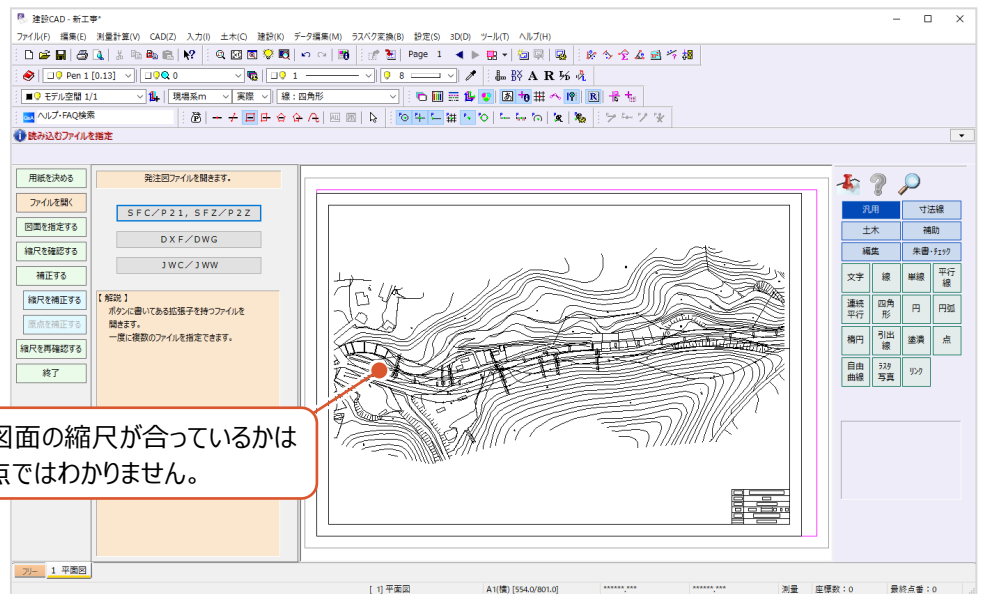 建設CAD - 新工事*
ファイル(F) 編集(E) 測量計算(V) CAD(Z) 入力(I) 土木(C) 建設(K) データ編集(M) ラスベク変換(B) 設定(S) 3D(D) ツール(T) ヘルプ(H)
Page 1
Pen 1 [0.13] 0 1 8
A R
モデル空間 1/1 現場系m 実際 線：四角形
ヘルプ・FAQ検索
読み込むファイルを指定
用紙を決める
ファイルを開く
図面を指定する
縮尺を確認する
補正する
縮尺を補正する
原点を補正する
縮尺を再確認する
終了
発注図ファイルを開きます。
ＳＦＣ／Ｐ２１，ＳＦＺ／Ｐ２Ｚ
ＤＸＦ／ＤＷＧ
ＪＷＣ／ＪＷＷ
【 解説 】
ボタンに書いてある拡張子を持つファイルを
開きます。
一度に複数のファイルを指定できます。
図面の縮尺が合っているかは
点ではわかりません。
汎用 寸法線
土木 補助
編集 朱書・ﾁｪｯｸ
文字 線 単線 平行線
連続平行 四角形 円 円弧
楕円 引出線 塗潰 点
自由曲線 ﾗｽﾀ写真 ﾘﾝｸ
フリー 1 平面図
[ 1] 平面図 A1(横) [554.0/801.0] ******.*** ******.*** 測量 座標数：0 最終点番：0